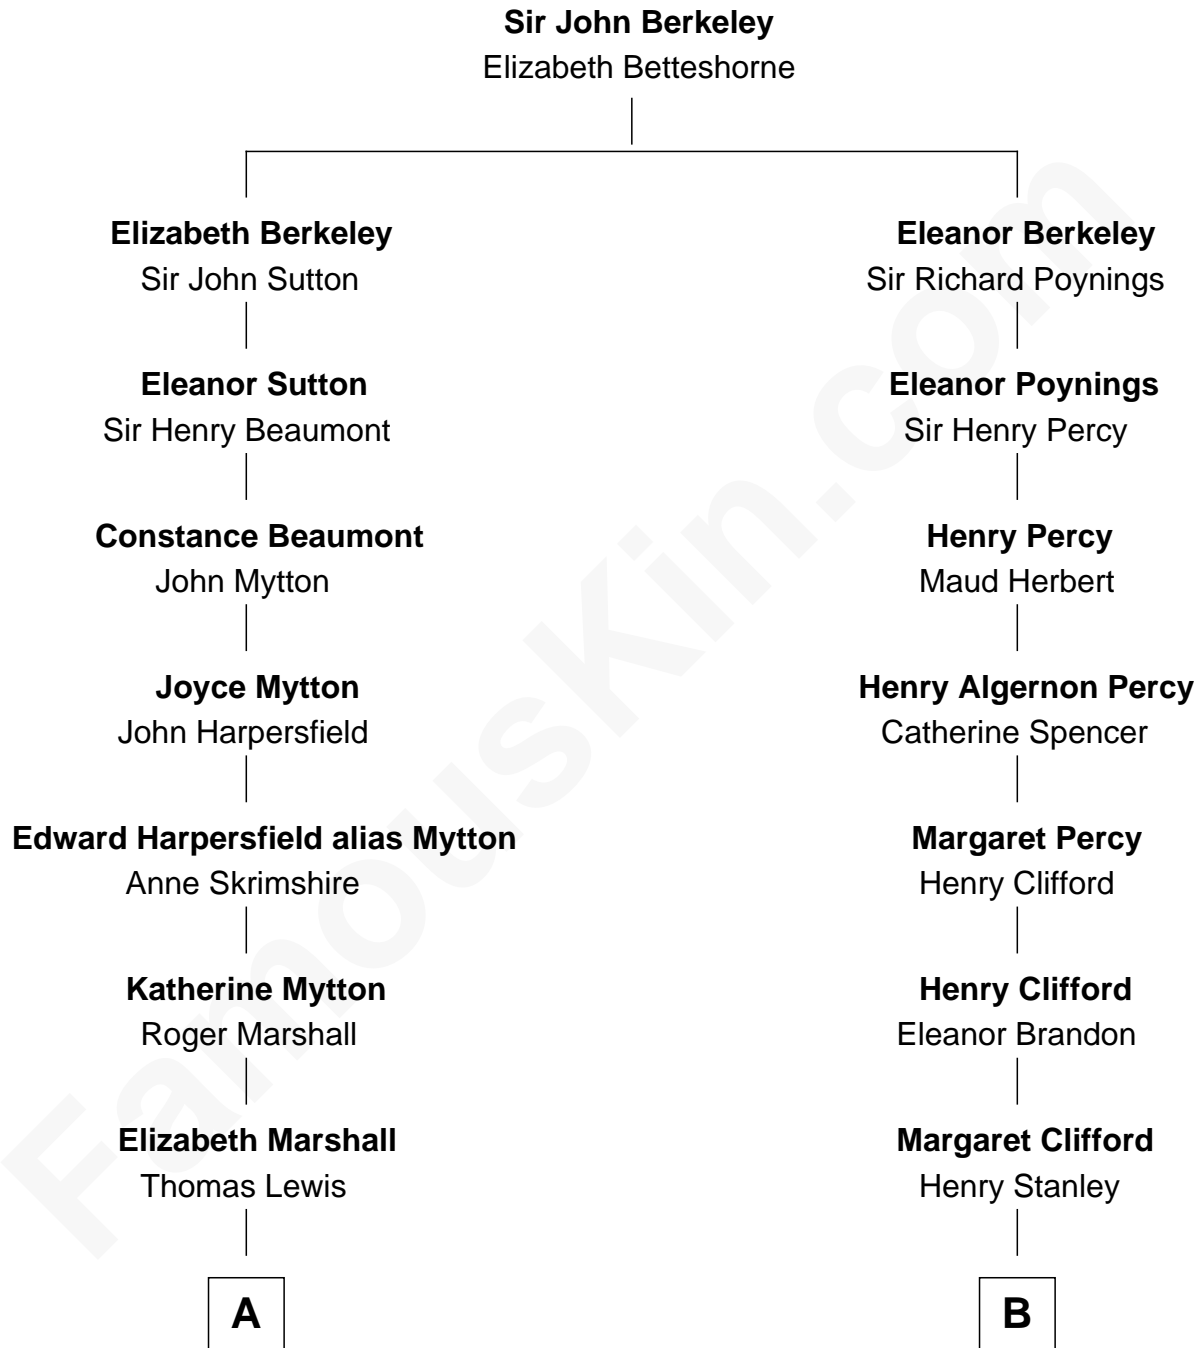 Sir John Berkeley
Elizabeth Betteshorne
Elizabeth Berkeley
Sir John Sutton
Eleanor Sutton
Sir Henry Beaumont
Constance Beaumont
John Mytton
Joyce Mytton
John Harpersfield
Edward Harpersfield alias Mytton
Anne Skrimshire
Katherine Mytton
Roger Marshall
Elizabeth Marshall
Thomas Lewis
A
Eleanor Berkeley
Sir Richard Poynings
Eleanor Poynings
Sir Henry Percy
Henry Percy
Maud Herbert
Henry Algernon Percy
Catherine Spencer
Margaret Percy
Henry Clifford
Henry Clifford
Eleanor Brandon
Margaret Clifford
Henry Stanley
B
FamousKin.com